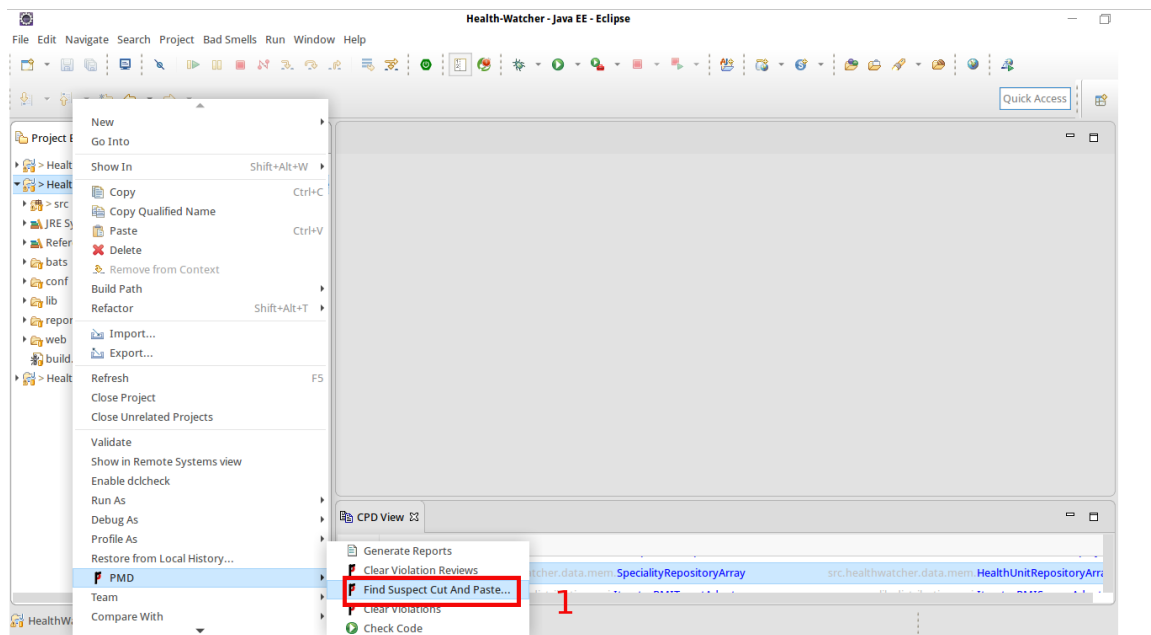 Health-Watcher - Java EE - Eclipse
File Edit Navigate Search Project Bad Smells Run Window Help
Quick Access
Project
> Healt
> Healt
> src
JRE Sy
Refer
bats
conf
lib
repor
web
build.
> Healt
New
Go Into
Show In Shift+Alt+W
Copy Ctrl+C
Copy Qualified Name
Paste Ctrl+V
Delete
Remove from Context
Build Path
Refactor Shift+Alt+T
Import...
Export...
Refresh F5
Close Project
Close Unrelated Projects
Validate
Show in Remote Systems view
Enable dclcheck
Run As
Debug As
Profile As
Restore from Local History...
PMD
Team
Compare With
CPD View
Generate Reports
Clear Violation Reviews
Find Suspect Cut And Paste...
Clear Violations
Check Code
1
tcher.data.mem.SpecialityRepositoryArray src.healthwatcher.data.mem.HealthUnitRepositoryArra
HealthWa